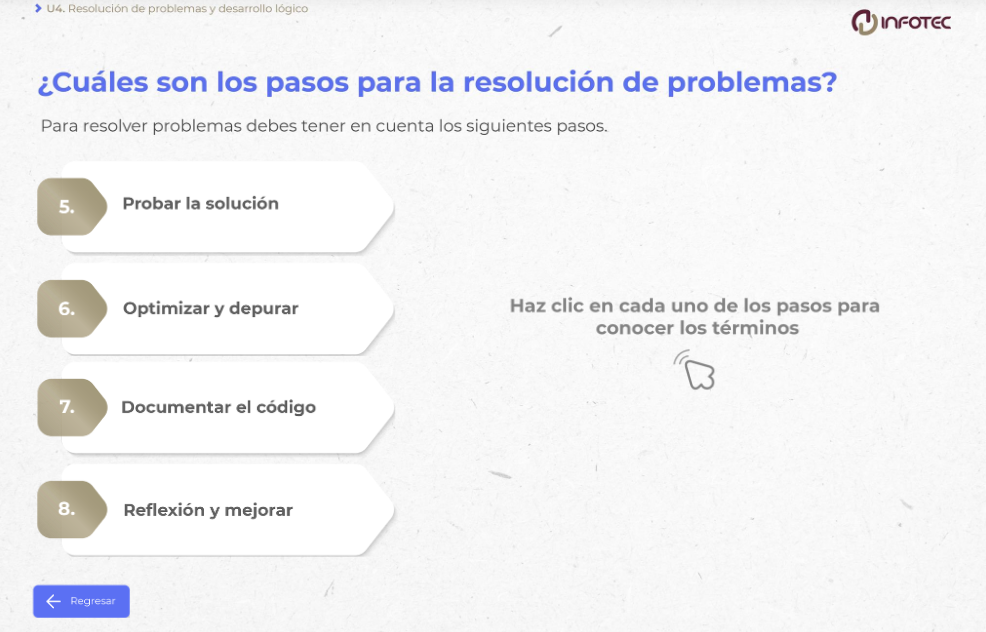 U4. Resolución de problemas y desarrollo lógico
INFOTEC
¿Cuáles son los pasos para la resolución de problemas?
Para resolver problemas debes tener en cuenta los siguientes pasos.
5. Probar la solución
6. Optimizar y depurar
7. Documentar el código
8. Reflexión y mejorar
Haz clic en cada uno de los pasos para
conocer los términos
Regresar